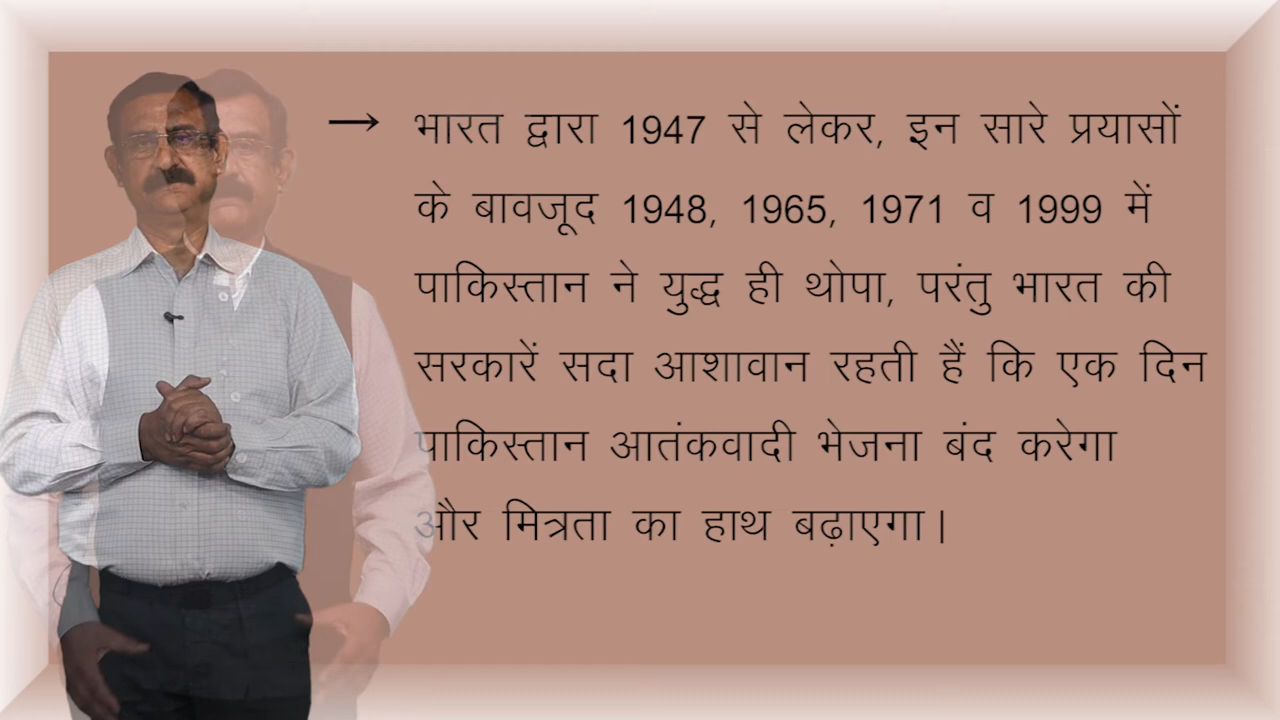 → भारत द्वारा 1947 से लेकर, इन सारे प्रयासों
के बावजूद 1948, 1965, 1971 व 1999 में
पाकिस्तान ने युद्ध ही थोपा, परंतु भारत की
सरकारें सदा आशावान रहती हैं कि एक दिन
पाकिस्तान आतंकवादी भेजना बंद करेगा
और मित्रता का हाथ बढ़ाएगा।